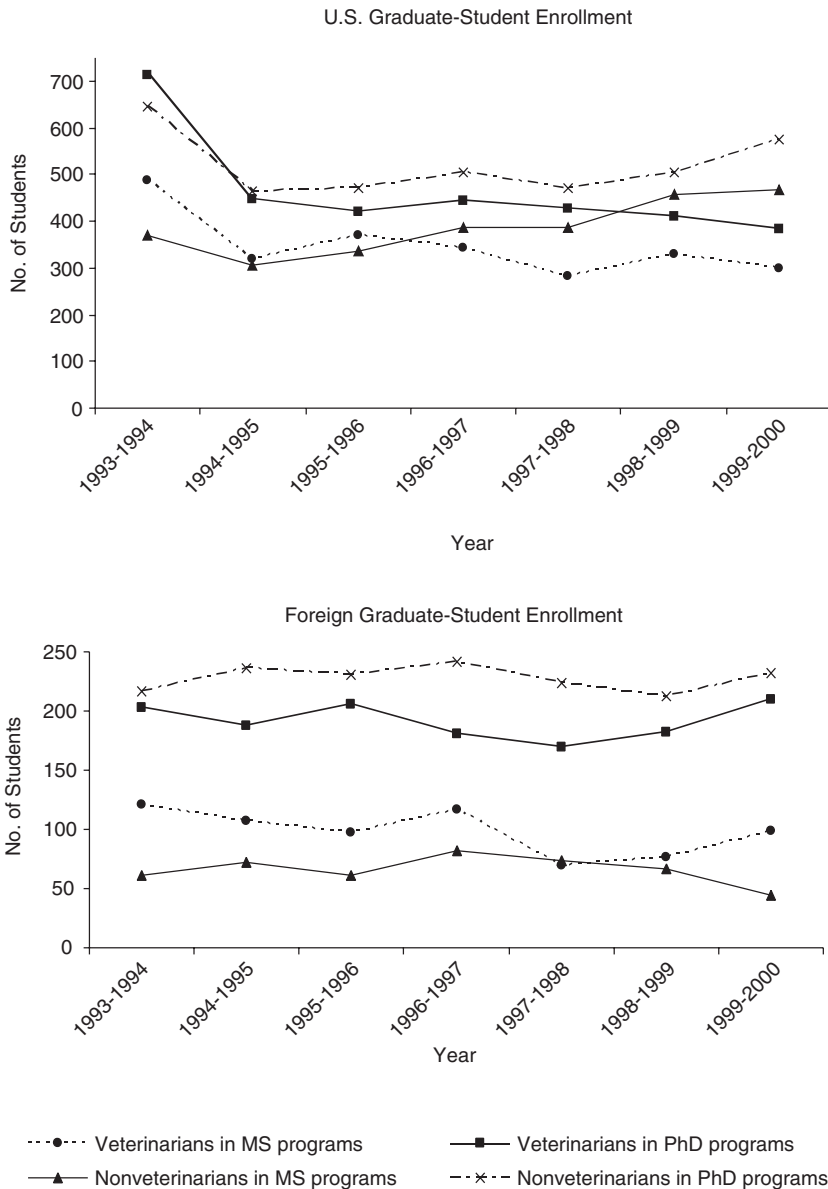 U.S. Graduate-Student Enrollment
700
600
500
400
300
200
100
0
No. of Students
1993-1994
1994-1995
1995-1996
1996-1997
1997-1998
1998-1999
1999-2000
Year
Foreign Graduate-Student Enrollment
250
200
150
100
50
0
No. of Students
1993-1994
1994-1995
1995-1996
1996-1997
1997-1998
1998-1999
1999-2000
Year
Veterinarians in MS programs
Veterinarians in PhD programs
Nonveterinarians in MS programs
Nonveterinarians in PhD programs